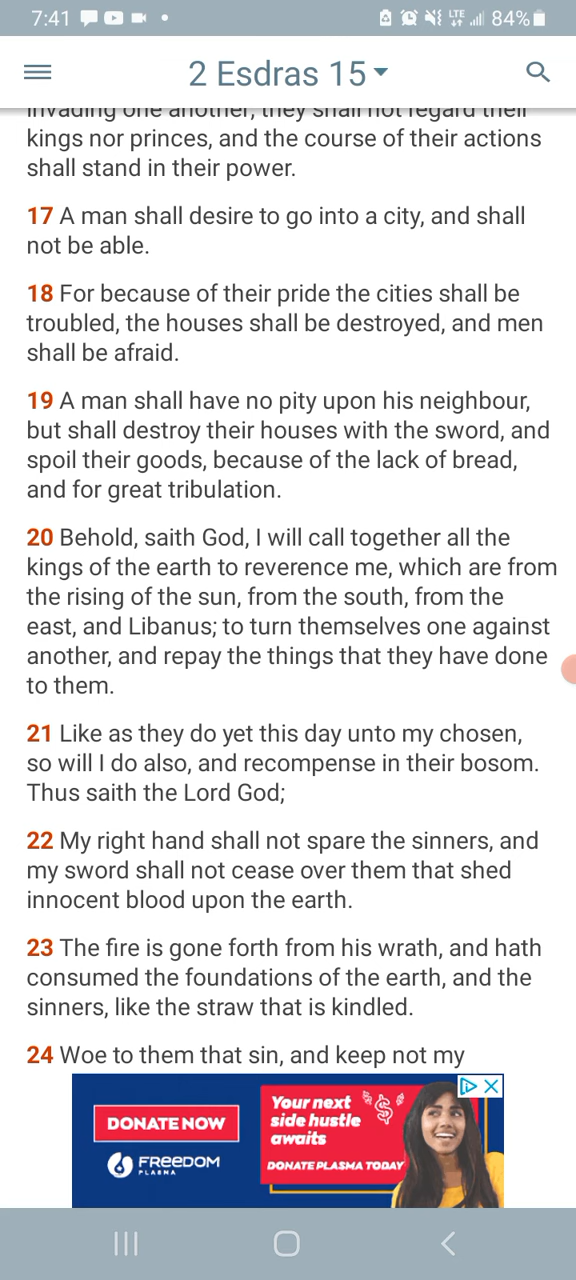 7:41
LTE
84%
2 Esdras 15
invading one another, they shall not regard their
kings nor princes, and the course of their actions
shall stand in their power.
17 A man shall desire to go into a city, and shall
not be able.
18 For because of their pride the cities shall be
troubled, the houses shall be destroyed, and men
shall be afraid.
19 A man shall have no pity upon his neighbour,
but shall destroy their houses with the sword, and
spoil their goods, because of the lack of bread,
and for great tribulation.
20 Behold, saith God, I will call together all the
kings of the earth to reverence me, which are from
the rising of the sun, from the south, from the
east, and Libanus; to turn themselves one against
another, and repay the things that they have done
to them.
21 Like as they do yet this day unto my chosen,
so will I do also, and recompense in their bosom.
Thus saith the Lord God;
22 My right hand shall not spare the sinners, and
my sword shall not cease over them that shed
innocent blood upon the earth.
23 The fire is gone forth from his wrath, and hath
consumed the foundations of the earth, and the
sinners, like the straw that is kindled.
24 Woe to them that sin, and keep not my
DONATE NOW
FREEDOM
PLASMA
Your next
side hustle
awaits
DONATE PLASMA TODAY